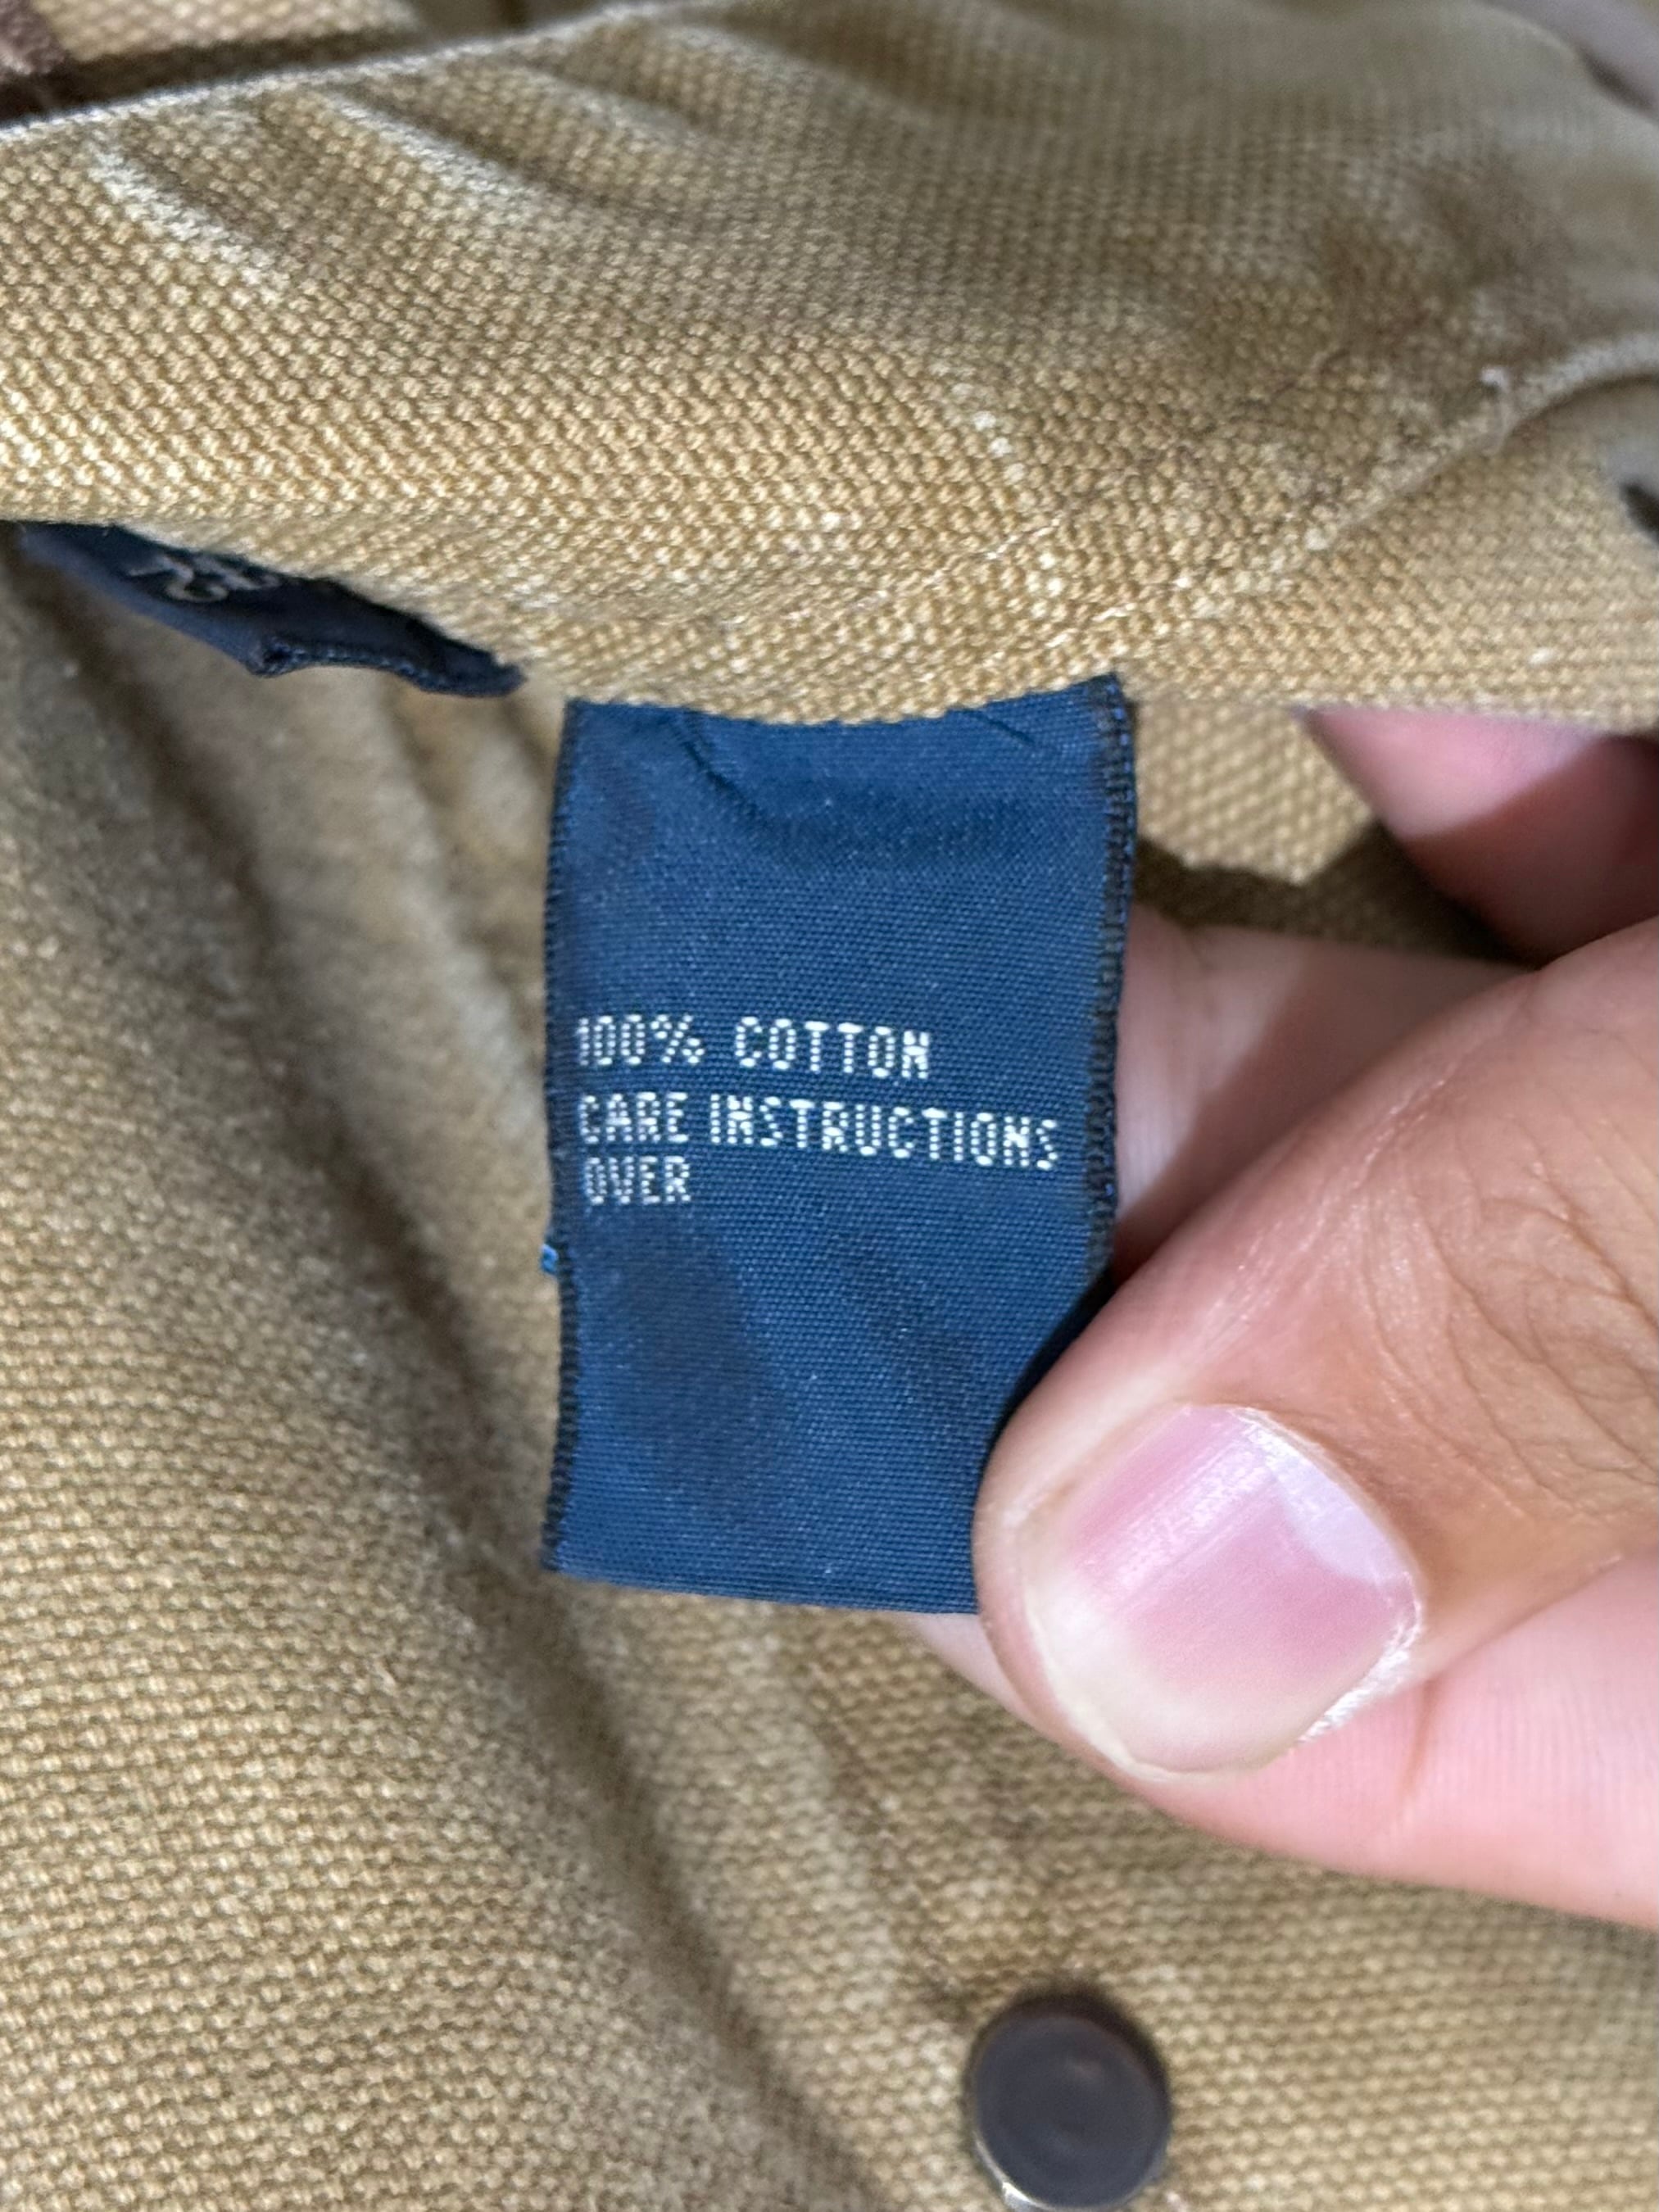 100% COTTON
CARE INSTRUCTIONS
OVER